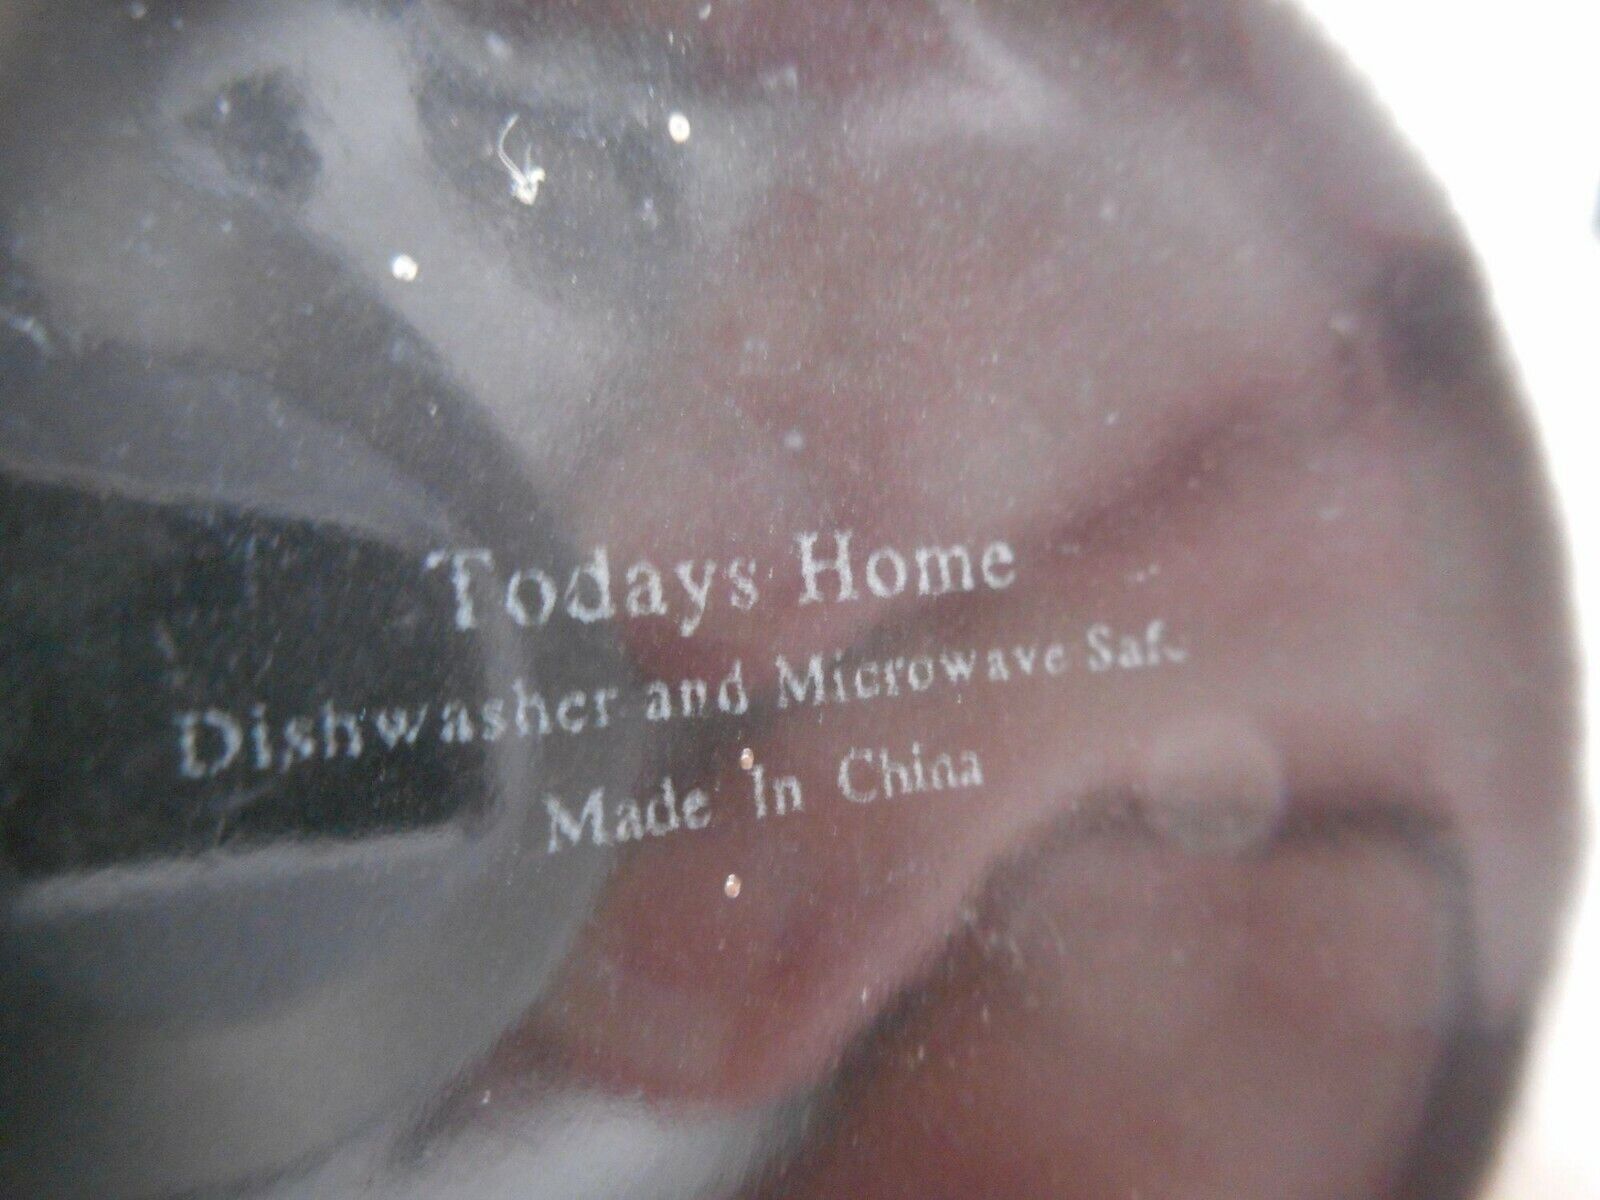 Todays Home
Dishwasher and Microwave Safe
Made In China